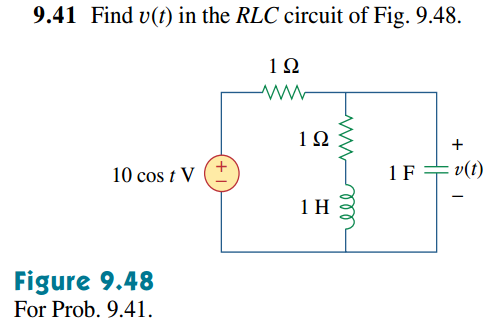 9.41 Find v(t) in the RLC circuit of Fig. 9.48.
1 Ω
1 Ω
+
10 cos t V
+
−
1 F
v(t)
−
1 H
Figure 9.48
For Prob. 9.41.